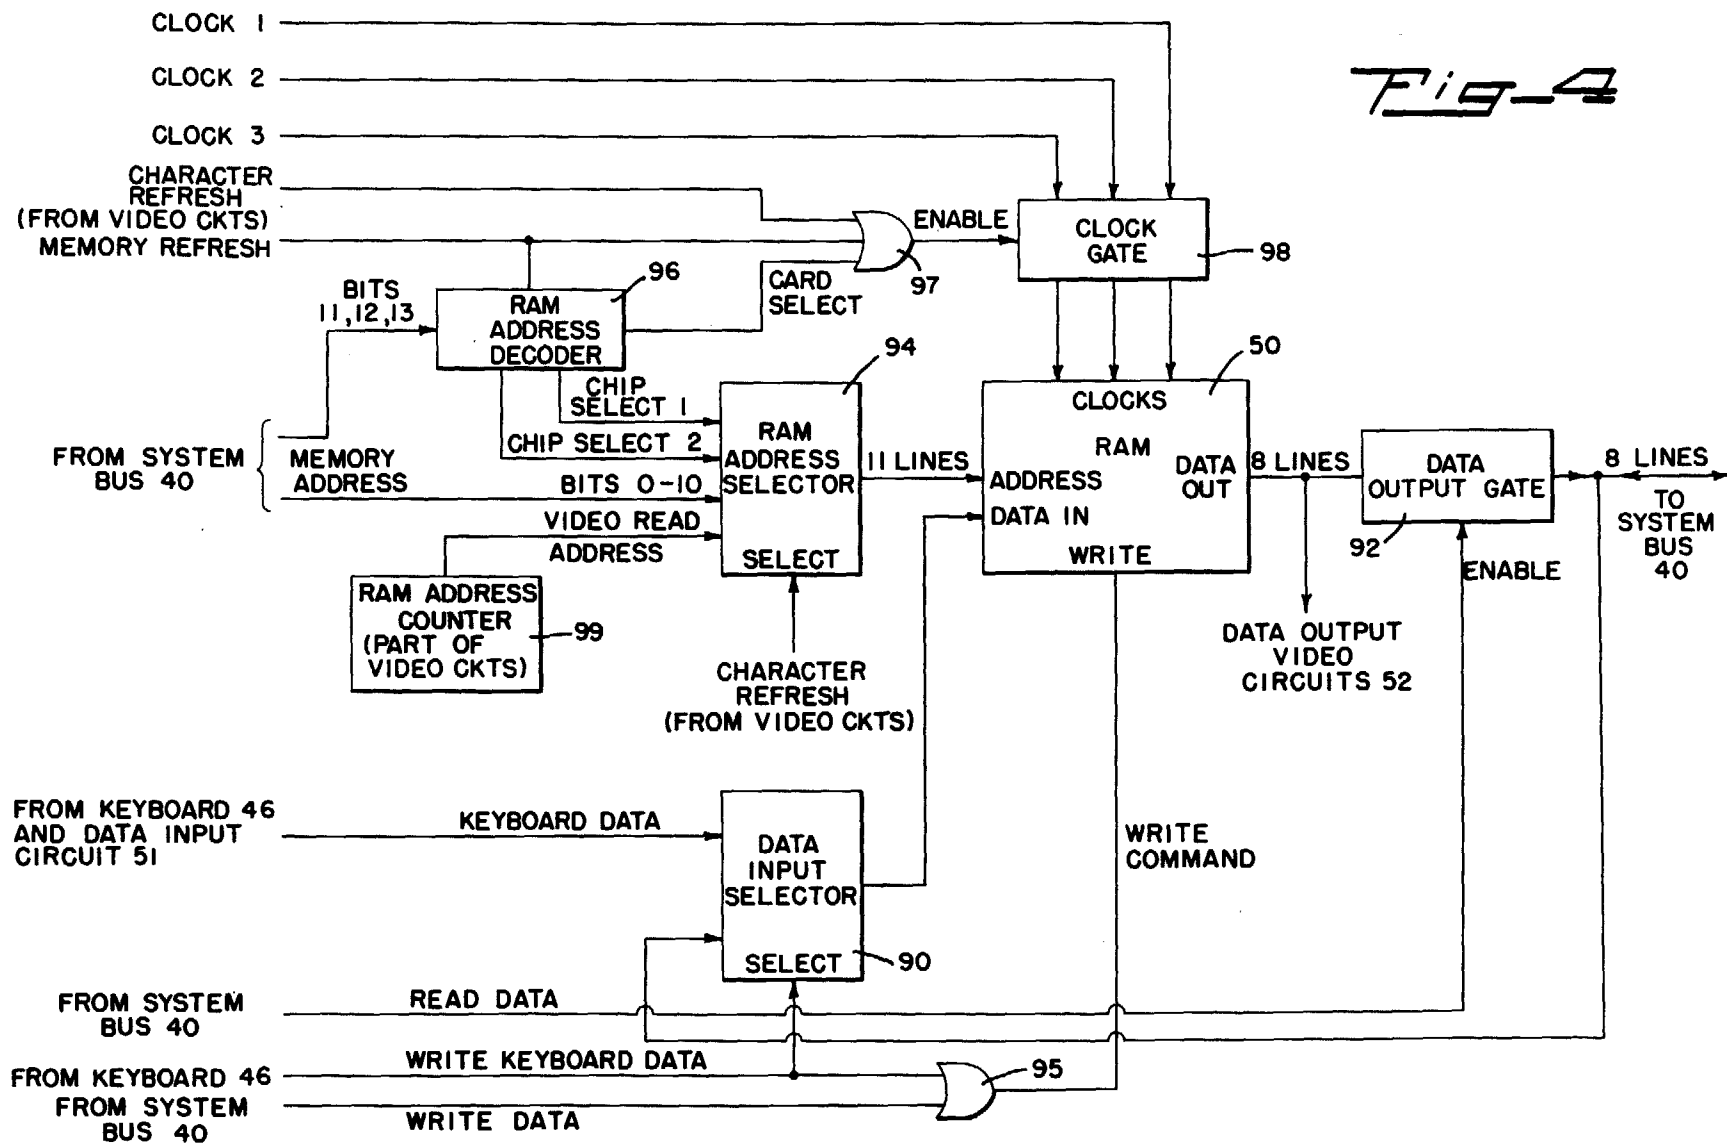 CLOCK 1
CLOCK 2
CLOCK 3
Fig_4
CHARACTER
REFRESH
(FROM VIDEO CKTS)
MEMORY REFRESH
ENABLE
97
CLOCK
GATE
98
BITS
11,12,13
RAM
ADDRESS
DECODER
96
CARD
SELECT
CHIP
SELECT 1
CHIP SELECT 2
FROM SYSTEM
BUS 40
MEMORY
ADDRESS
BITS 0-10
VIDEO READ
ADDRESS
RAM
ADDRESS
SELECTOR
SELECT
94
11 LINES
CLOCKS
RAM
ADDRESS
DATA IN
DATA
OUT
WRITE
50
8 LINES
DATA
OUTPUT GATE
92
ENABLE
8 LINES
TO
SYSTEM
BUS
40
RAM ADDRESS
COUNTER
(PART OF
VIDEO CKTS)
99
CHARACTER
REFRESH
(FROM VIDEO CKTS)
DATA OUTPUT
VIDEO
CIRCUITS 52
FROM KEYBOARD 46
AND DATA INPUT
CIRCUIT 51
KEYBOARD DATA
DATA
INPUT
SELECTOR
SELECT
90
WRITE
COMMAND
FROM SYSTEM
BUS 40
READ DATA
FROM KEYBOARD 46
WRITE KEYBOARD DATA
95
FROM SYSTEM
BUS 40
WRITE DATA